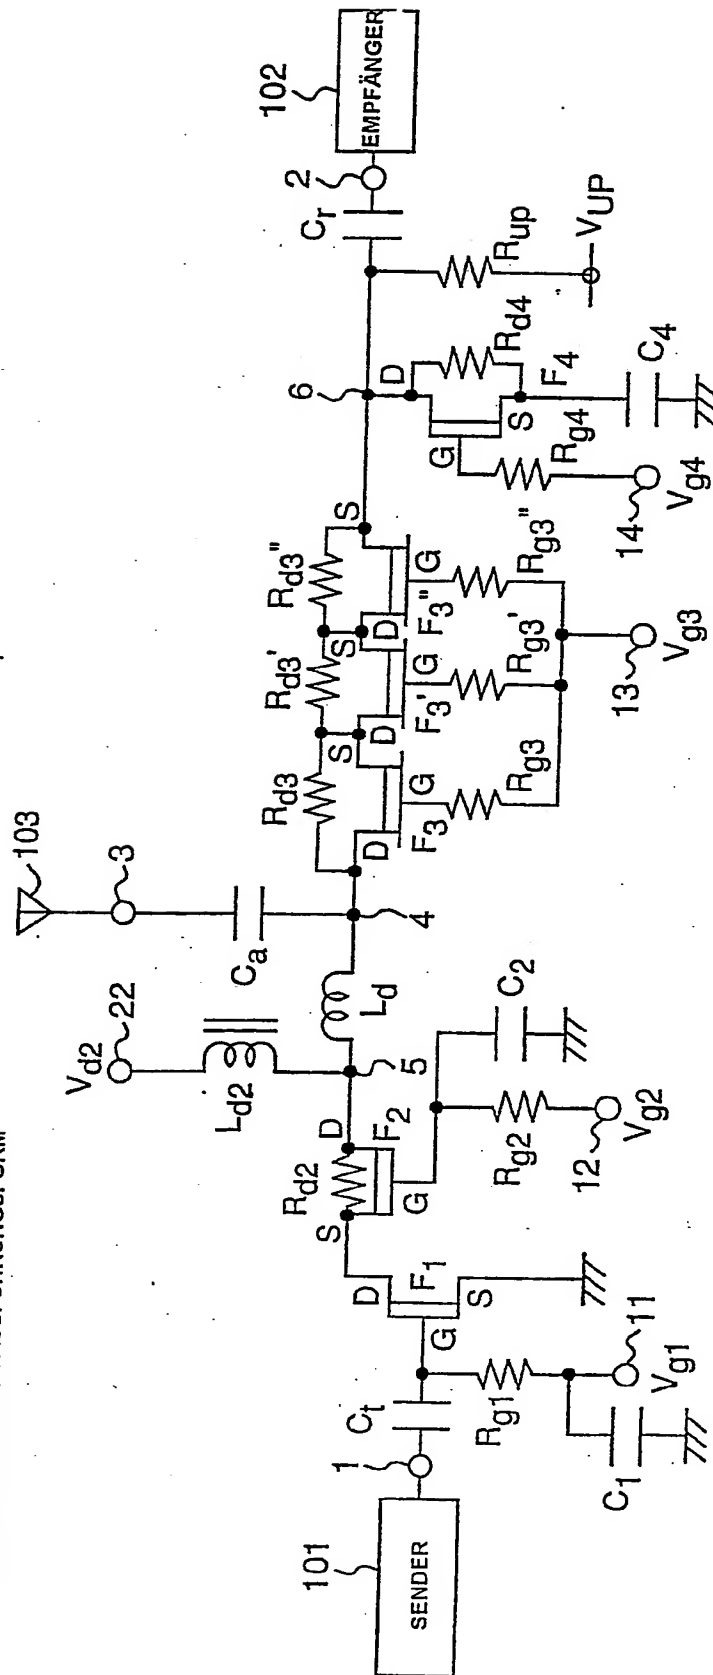 101
SENDER
1
Ct
Rg1
C1
11
Vg1
G
D
F1
S
S
Rd2
D
F2
G
Rg2
12
Vg2
C2
Vd2
22
Ld2
5
Ld
4
Ca
3
103
Rd3
Rd3'
Rd3"
D
S
D
S
D
S
F3
G
F3'
G
F3"
G
Rg3
Rg3'
Rg3"
13
Vg3
6
D
G
S
Rd4
F4
Rg4
14
Vg4
C4
Rup
VUP
Cr
2
102
EMPFÄNGER